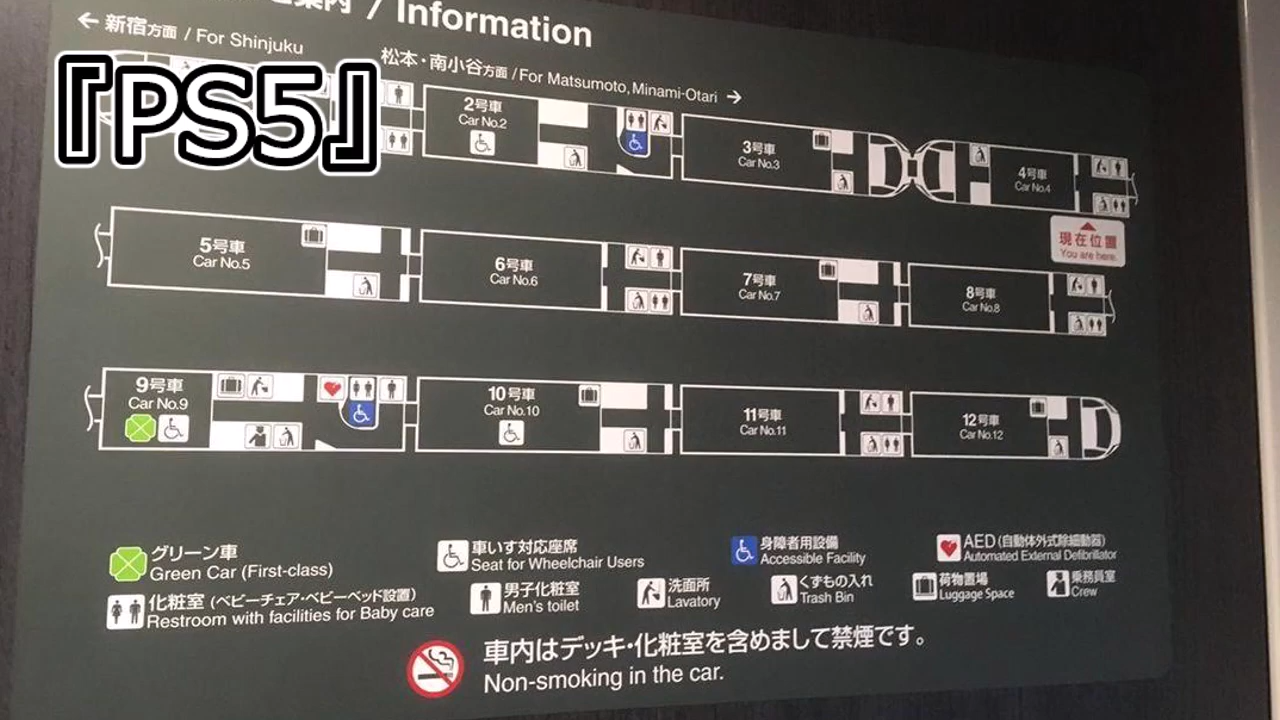 ご案内 / Information
← 新宿方面 / For Shinjuku
松本・南小谷方面 / For Matsumoto, Minami-Otari →
『PS5』
2号車
Car No.2
3号車
Car No.3
4号車
Car No.4
現在位置
You are here.
5号車
Car No.5
6号車
Car No.6
7号車
Car No.7
8号車
Car No.8
9号車
Car No.9
10号車
Car No.10
11号車
Car No.11
12号車
Car No.12
グリーン車
Green Car (First-class)
車いす対応座席
Seat for Wheelchair Users
身障者用設備
Accessible Facility
AED (自動体外式除細動器)
Automated External Defibrillator
化粧室 (ベビーチェア・ベビーベッド設置)
Restroom with facilities for Baby care
男子化粧室
Men's toilet
洗面所
Lavatory
くずもの入れ
Trash Bin
荷物置場
Luggage Space
乗務員室
Crew
車内はデッキ・化粧室を含めまして禁煙です。
Non-smoking in the car.